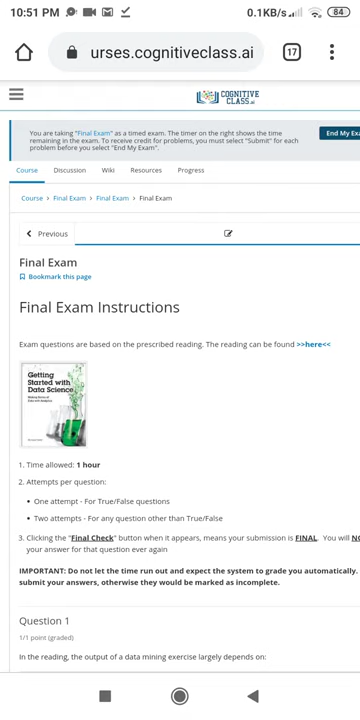 10:51 PM
0.1KB/s
84
urses.cognitiveclass.ai
17
COGNITIVE
CLASS.ai
You are taking "Final Exam" as a timed exam. The timer on the right shows the time
remaining in the exam. To receive credit for problems, you must select "Submit" for each
problem before you select "End My Exam".
End My Exa
Course Discussion Wiki Resources Progress
Course > Final Exam > Final Exam > Final Exam
Previous
Final Exam
Bookmark this page
Final Exam Instructions
Exam questions are based on the prescribed reading. The reading can be found >>here<<
Getting
Started with
Data Science
1. Time allowed: 1 hour
2. Attempts per question:
• One attempt - For True/False questions
• Two attempts - For any question other than True/False
3. Clicking the "Final Check" button when it appears, means your submission is FINAL. You will NO
your answer for that question ever again
IMPORTANT: Do not let the time run out and expect the system to grade you automatically.
submit your answers, otherwise they would be marked as incomplete.
Question 1
1/1 point (graded)
In the reading, the output of a data mining exercise largely depends on: